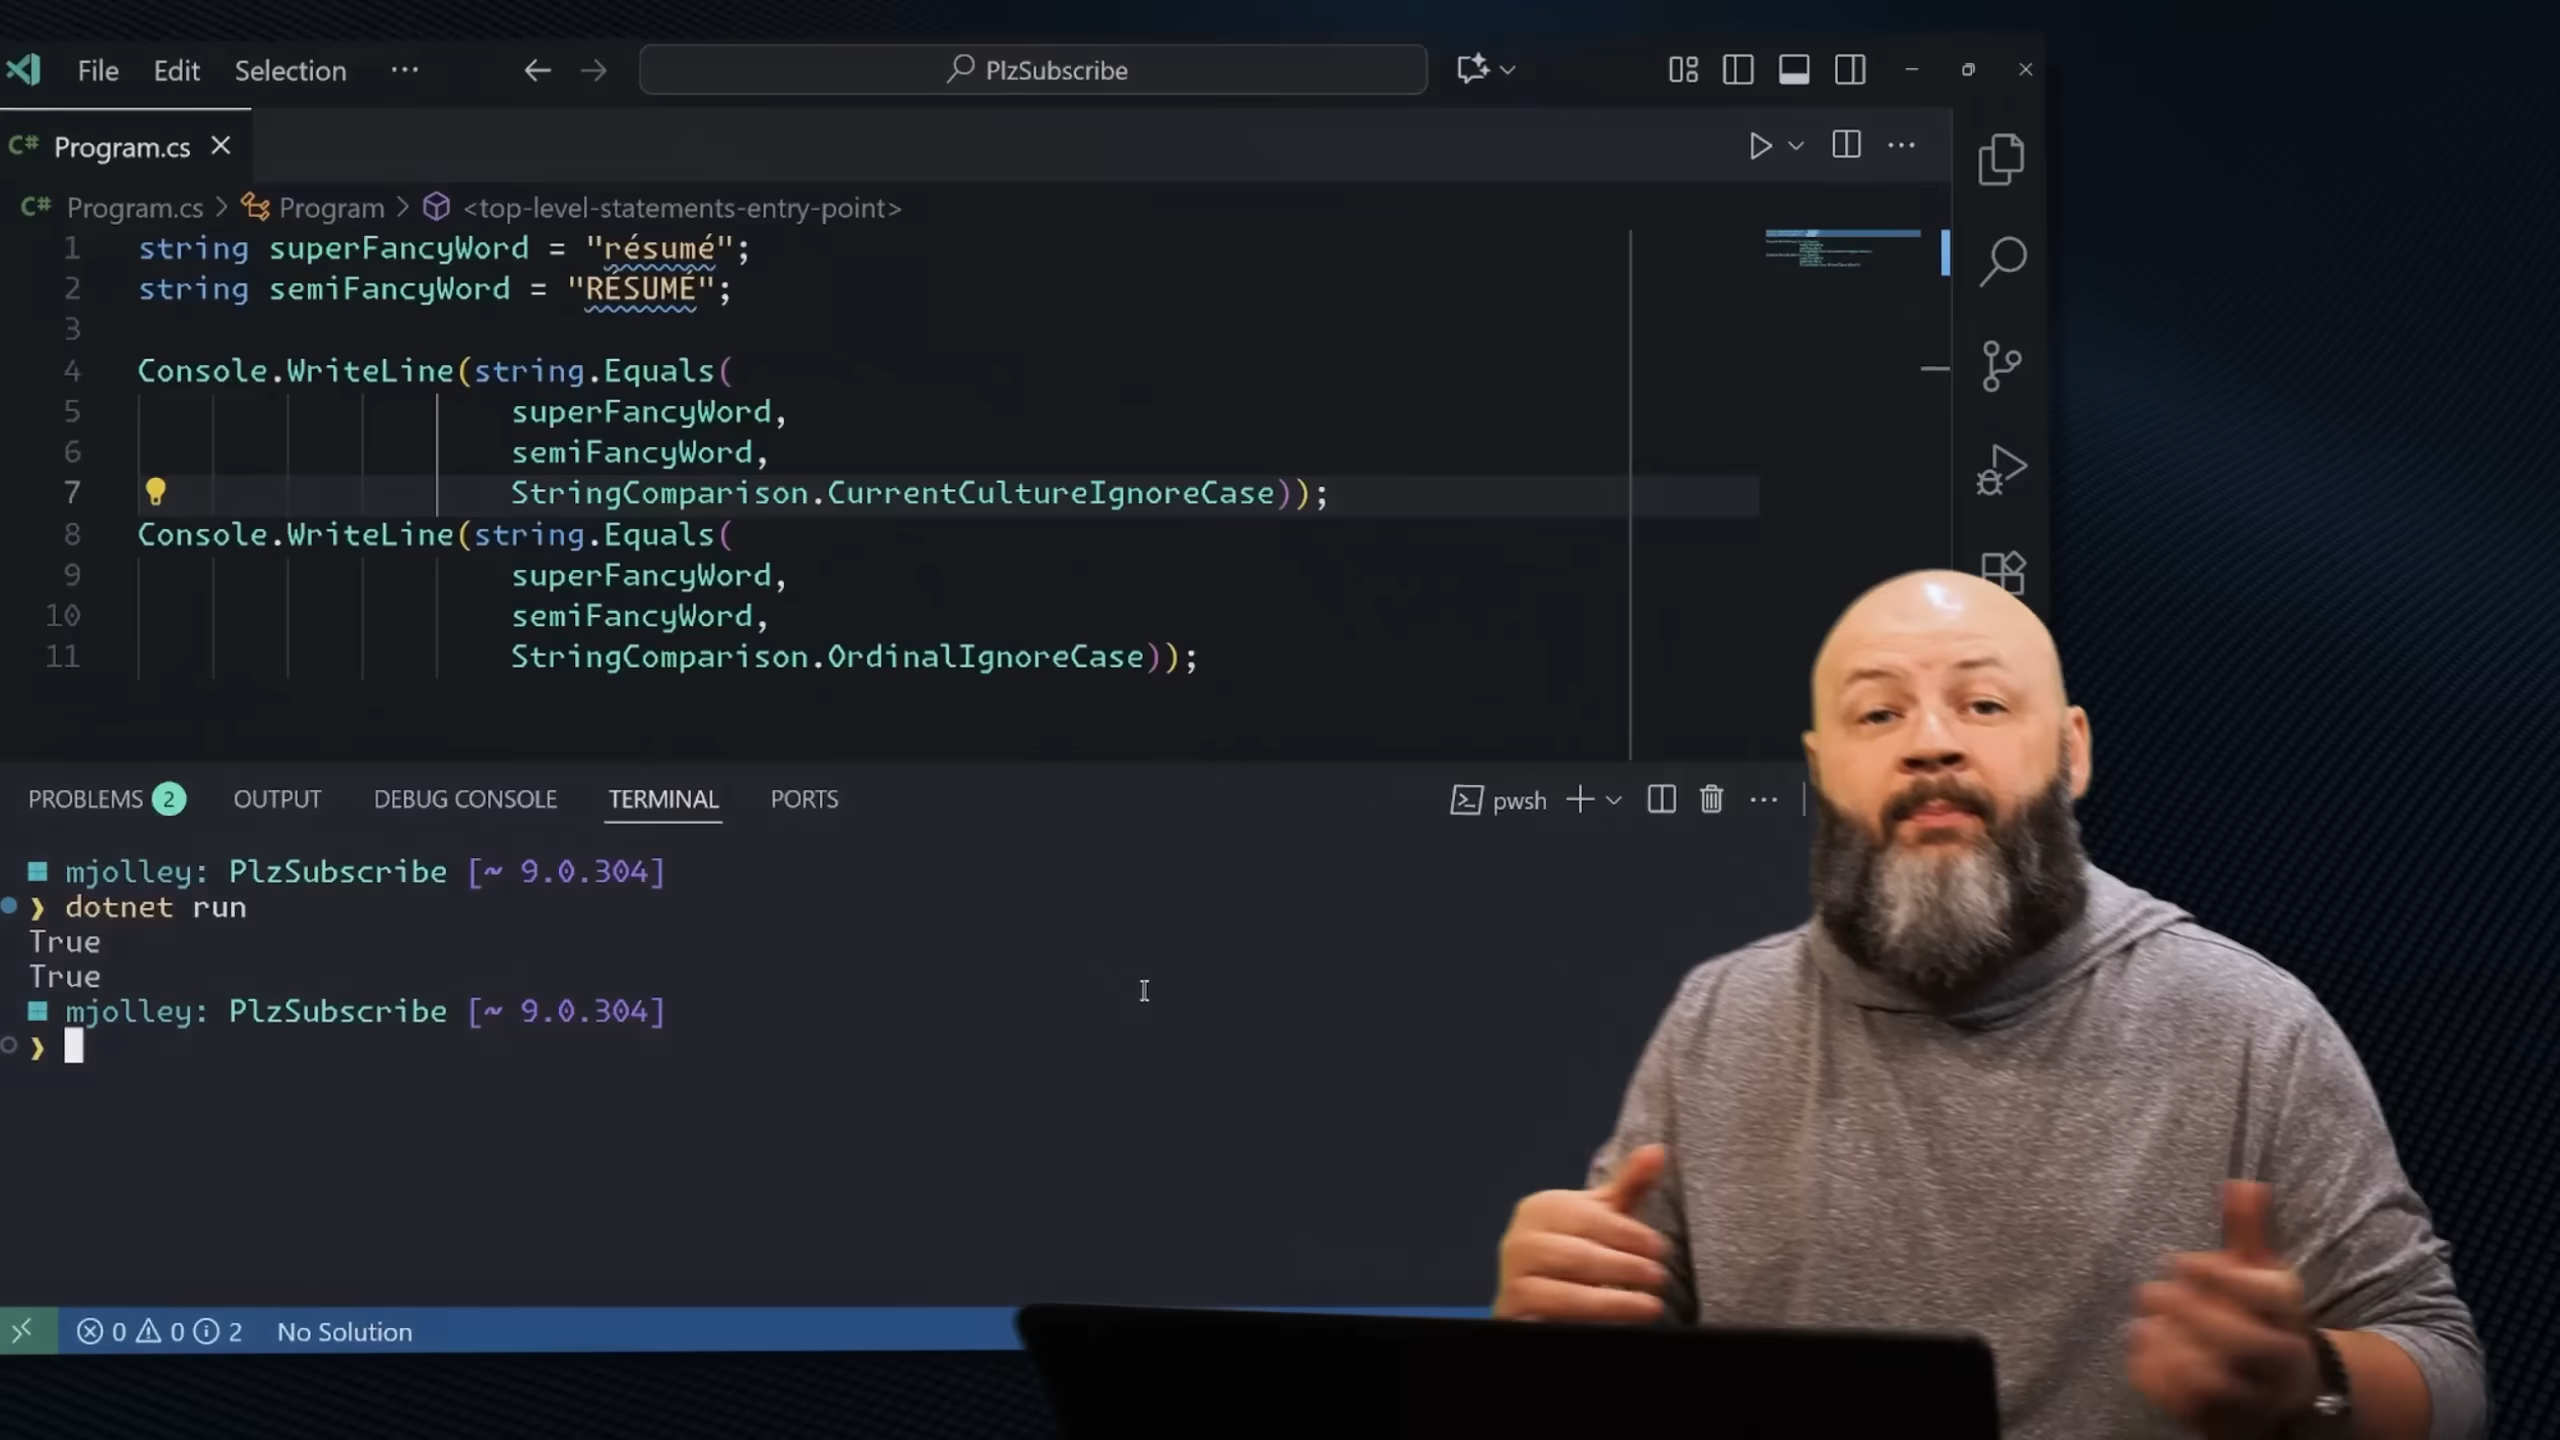 File Edit Selection ··· PlzSubscribe
C# Program.cs
C# Program.cs > Program > <top-level-statements-entry-point>
1 string superFancyWord = "résumé";
2 string semiFancyWord = "RÉSUMÉ";
3
4 Console.WriteLine(string.Equals(
5 superFancyWord,
6 semiFancyWord,
7 StringComparison.CurrentCultureIgnoreCase));
8 Console.WriteLine(string.Equals(
9 superFancyWord,
10 semiFancyWord,
11 StringComparison.OrdinalIgnoreCase));
PROBLEMS 2 OUTPUT DEBUG CONSOLE TERMINAL PORTS pwsh
mjolley: PlzSubscribe [~ 9.0.304]
❯ dotnet run
True
True
mjolley: PlzSubscribe [~ 9.0.304]
❯
0 0 2 No Solution